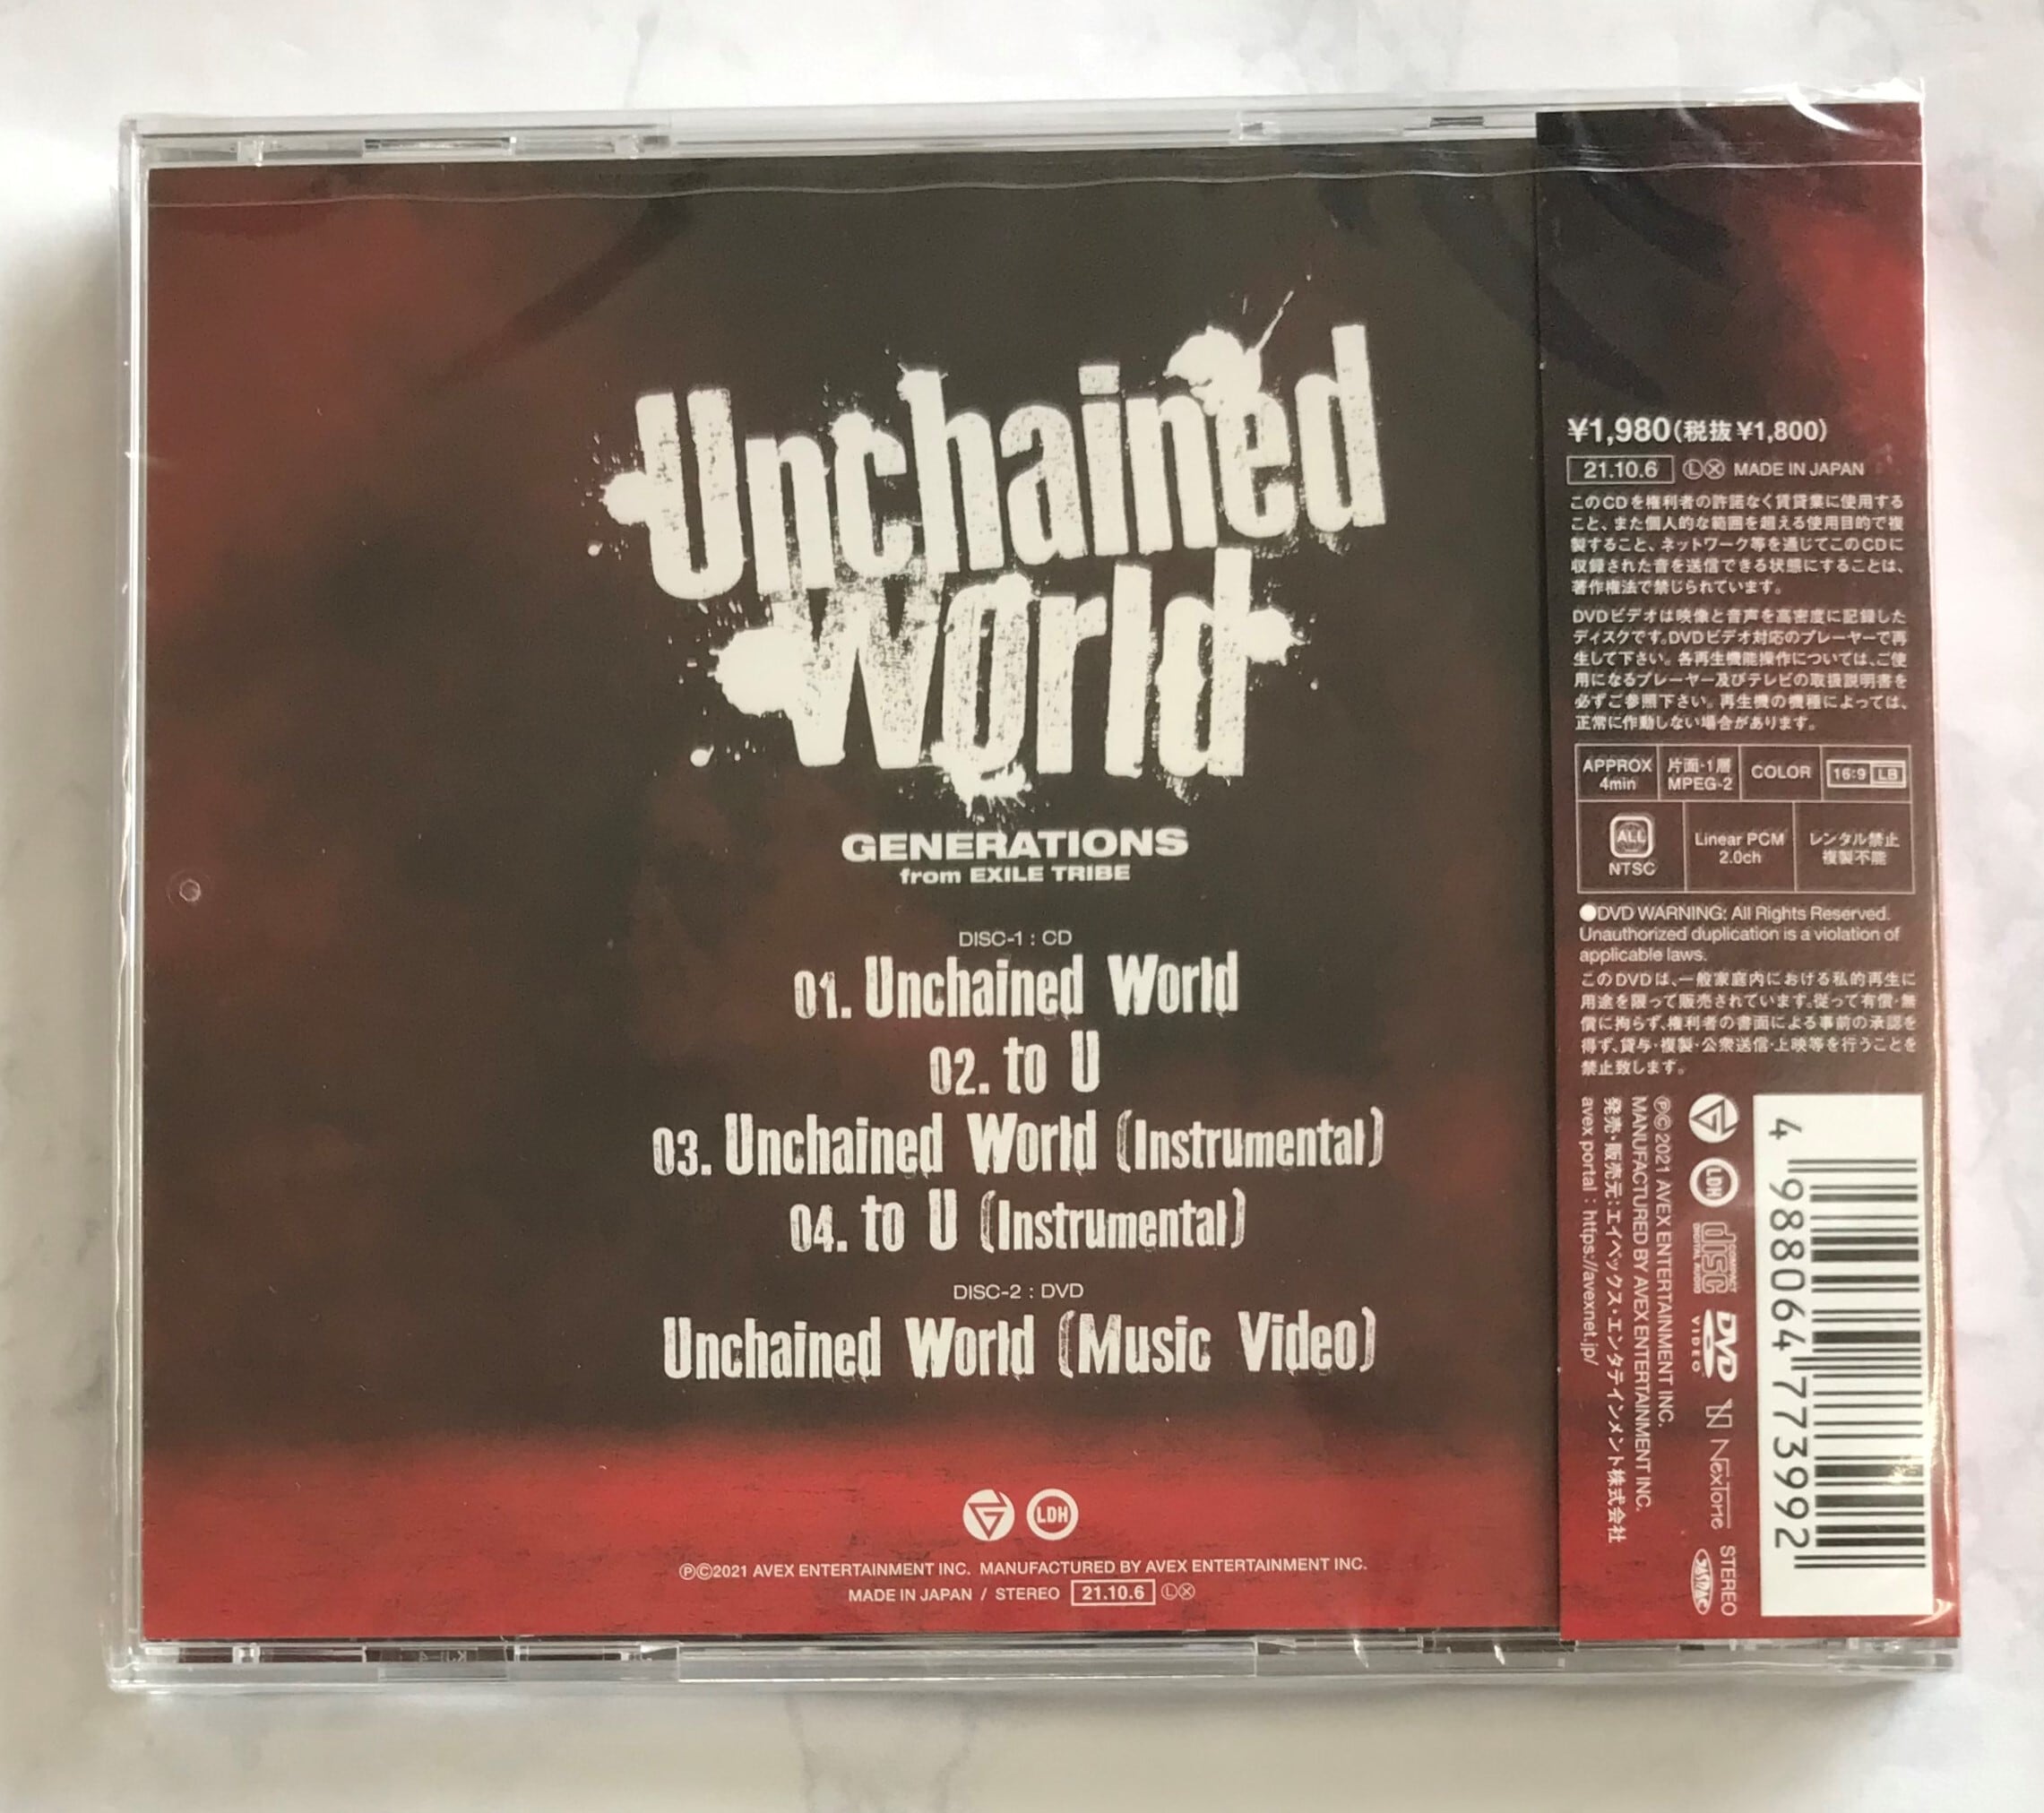 Unchained
World
GENERATIONS
from EXILE TRIBE
DISC-1 : CD
01. Unchained World
02. to U
03. Unchained World (Instrumental)
04. to U (Instrumental)
DISC-2 : DVD
Unchained World (Music Video)
LDH
Ⓟ©2021 AVEX ENTERTAINMENT INC. MANUFACTURED BY AVEX ENTERTAINMENT INC.
MADE IN JAPAN / STEREO 21.10.6 Ⓛⓧ
¥1,980(税抜¥1,800)
21.10.6 Ⓛⓧ MADE IN JAPAN
このCDを権利者の許諾なく賃貸業に使用する
こと、また個人的な範囲を超える使用目的で複
製すること、ネットワーク等を通じてこのCDに
収録された音を送信できる状態にすることは、
著作権法で禁じられています。
DVDビデオは映像と音声を高密度に記録した
ディスクです。DVDビデオ対応のプレーヤーで再
生して下さい。各再生機能操作については、ご使
用になるプレーヤー及びテレビの取扱説明書を
必ずご参照下さい。再生機の機種によっては、
正常に作動しない場合があります。
APPROX
4min
片面・1層
MPEG-2
COLOR
16:9 LB
ALL
NTSC
Linear PCM
2.0ch
レンタル禁止
複製不能
●DVD WARNING: All Rights Reserved.
Unauthorized duplication is a violation of
applicable laws.
このDVDは、一般家庭内における私的再生に
用途を限って販売されています。従って有償・無
償に拘らず、権利者の書面による事前の承認を
得ず、貸与・複製・公衆送信・上映等を行うことを
禁止致します。
Ⓟ©2021 AVEX ENTERTAINMENT INC.
MANUFACTURED BY AVEX ENTERTAINMENT INC.
発売・販売元：エイベックス・エンタテインメント株式会社
avex portal : https://avexnet.jp/
LDH
COMPACT
disc
DIGITAL AUDIO
DVD
VIDEO
NexTone
STEREO
JASRAC
4 988064 773992